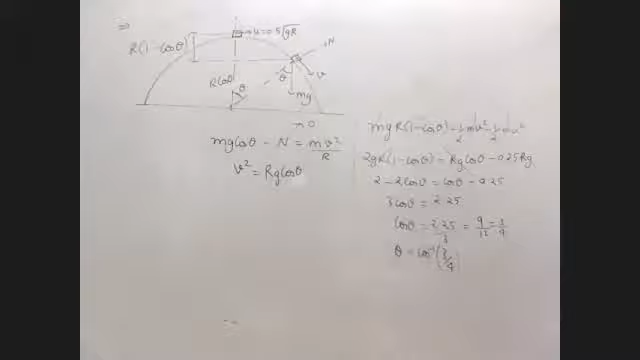 ⇒
→ u = 0.5√gR
R(1-cosθ)
N
θ
v
Rcosθ
θ
mg
→0
mgcosθ - N = mv²/R
v² = Rgcosθ
mgR(1-cosθ) = 1/2 mv² - 1/2 mu²
2gR(1-cosθ) = Rgcosθ - 0.25Rg
2 - 2cosθ = cosθ - 0.25
3cosθ = 2.25
cosθ = 2.25/3 = 9/12 = 3/4
θ = cos⁻¹(3/4)